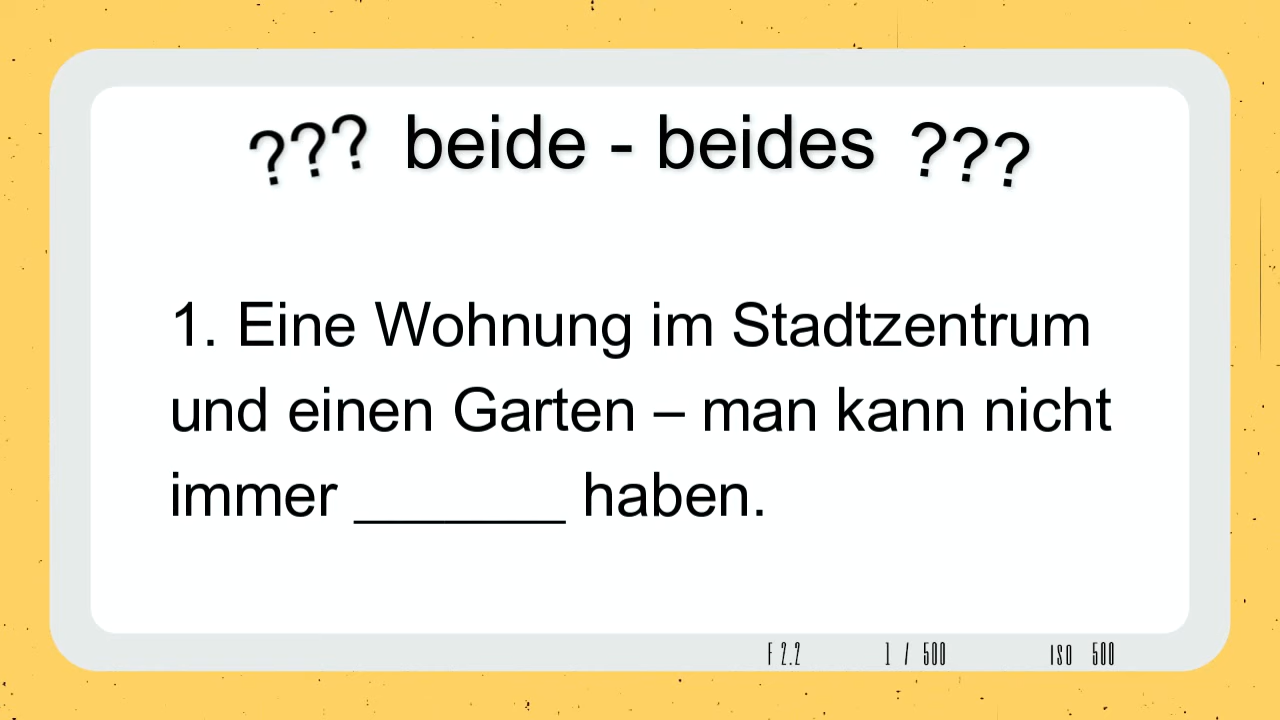 ??? beide - beides ???
1. Eine Wohnung im Stadtzentrum
und einen Garten – man kann nicht
immer _______ haben.
F 2.2 1 / 500 ISO 500